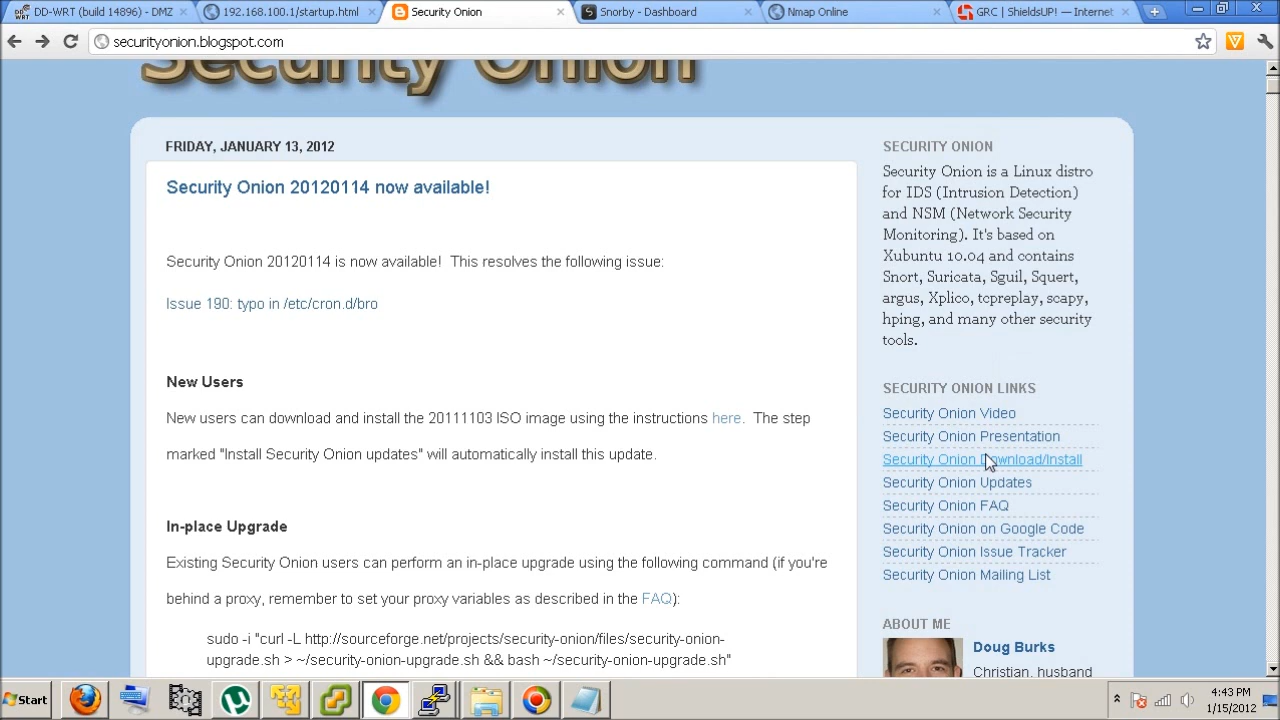 DD-WRT (build 14896) - DMZ
192.168.100.1/startup.html
Security Onion
Snorby - Dashboard
Nmap Online
GRC | ShieldsUP! — Internet
securityonion.blogspot.com
Security Onion
FRIDAY, JANUARY 13, 2012
Security Onion 20120114 now available!
Security Onion 20120114 is now available!  This resolves the following issue:
Issue 190: typo in /etc/cron.d/bro
New Users
New users can download and install the 20111103 ISO image using the instructions here.  The step
marked "Install Security Onion updates" will automatically install this update.
In-place Upgrade
Existing Security Onion users can perform an in-place upgrade using the following command (if you're
behind a proxy, remember to set your proxy variables as described in the FAQ):
sudo -i "curl -L http://sourceforge.net/projects/security-onion/files/security-onion-
upgrade.sh > ~/security-onion-upgrade.sh && bash ~/security-onion-upgrade.sh"
SECURITY ONION
Security Onion is a Linux distro
for IDS (Intrusion Detection)
and NSM (Network Security
Monitoring). It's based on
Xubuntu 10.04 and contains
Snort, Suricata, Sguil, Squert,
argus, Xplico, tcpreplay, scapy,
hping, and many other security
tools.
SECURITY ONION LINKS
Security Onion Video
Security Onion Presentation
Security Onion Download/Install
Security Onion Updates
Security Onion FAQ
Security Onion on Google Code
Security Onion Issue Tracker
Security Onion Mailing List
ABOUT ME
Doug Burks
Christian, husband
Start
4:43 PM
1/15/2012